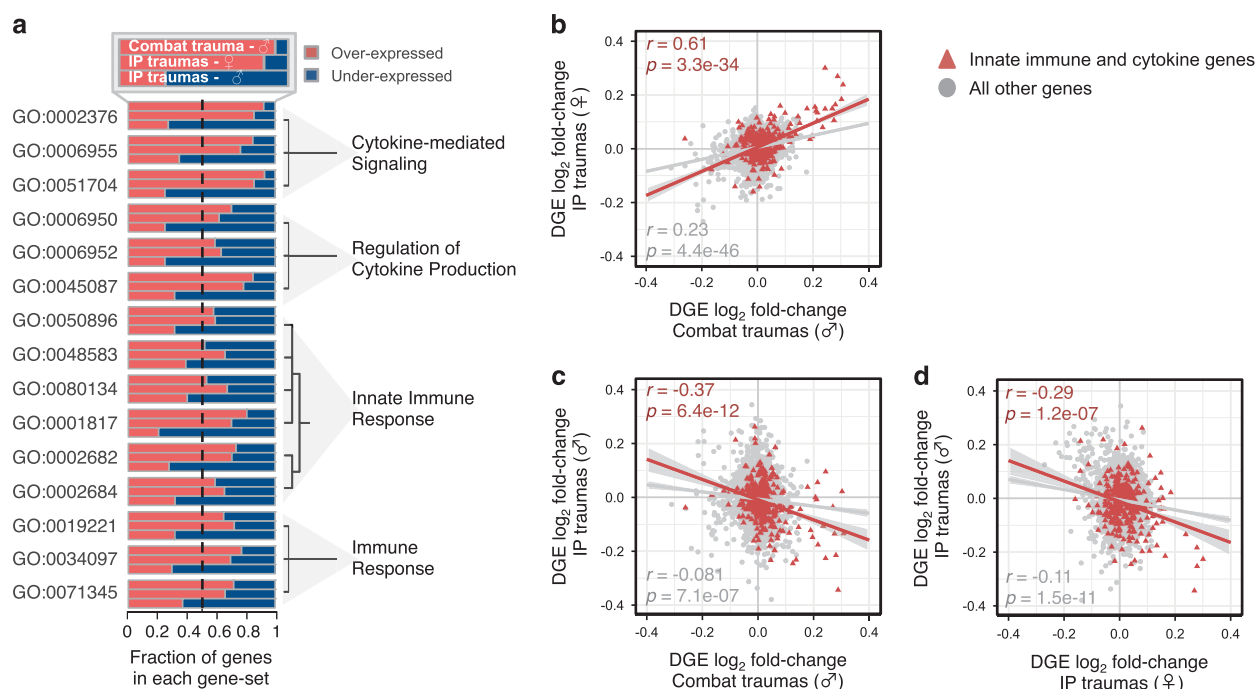 a
Combat trauma - ♂
IP traumas - ♀
IP traumas - ♂
Over-expressed
Under-expressed
GO:0002376
GO:0006955
GO:0051704
GO:0006950
GO:0006952
GO:0045087
GO:0050896
GO:0048583
GO:0080134
GO:0001817
GO:0002682
GO:0002684
GO:0019221
GO:0034097
GO:0071345
Cytokine-mediated
Signaling
Regulation of
Cytokine Production
Innate Immune
Response
Immune
Response
0 0.2 0.4 0.6 0.8 1
Fraction of genes
in each gene-set
b
r = 0.61
p = 3.3e-34
r = 0.23
p = 4.4e-46
0.4
0.2
0.0
-0.2
-0.4
-0.4 -0.2 0.0 0.2 0.4
DGE log2 fold-change
IP traumas (♀)
DGE log2 fold-change
Combat traumas (♂)
Innate immune and cytokine genes
All other genes
c
r = -0.37
p = 6.4e-12
r = -0.081
p = 7.1e-07
0.4
0.2
0.0
-0.2
-0.4
-0.4 -0.2 0.0 0.2 0.4
DGE log2 fold-change
IP traumas (♂)
DGE log2 fold-change
Combat traumas (♂)
d
r = -0.29
p = 1.2e-07
r = -0.11
p = 1.5e-11
0.4
0.2
0.0
-0.2
-0.4
-0.4 -0.2 0.0 0.2 0.4
DGE log2 fold-change
IP traumas (♂)
DGE log2 fold-change
IP traumas (♀)